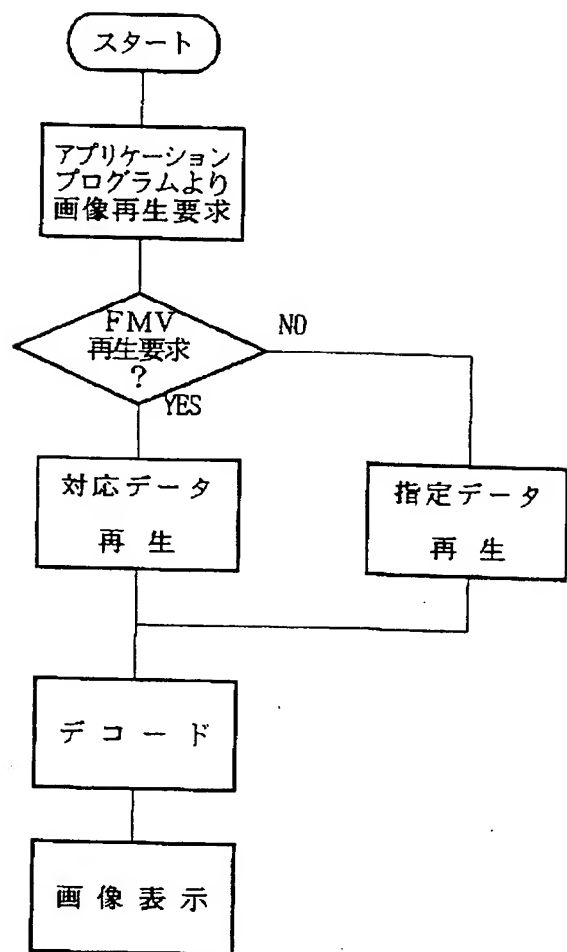 スタート
アプリケーション
プログラムより
画像再生要求
FMV
再生要求
?
NO
YES
対応データ
再生
指定データ
再生
デコード
画像表示